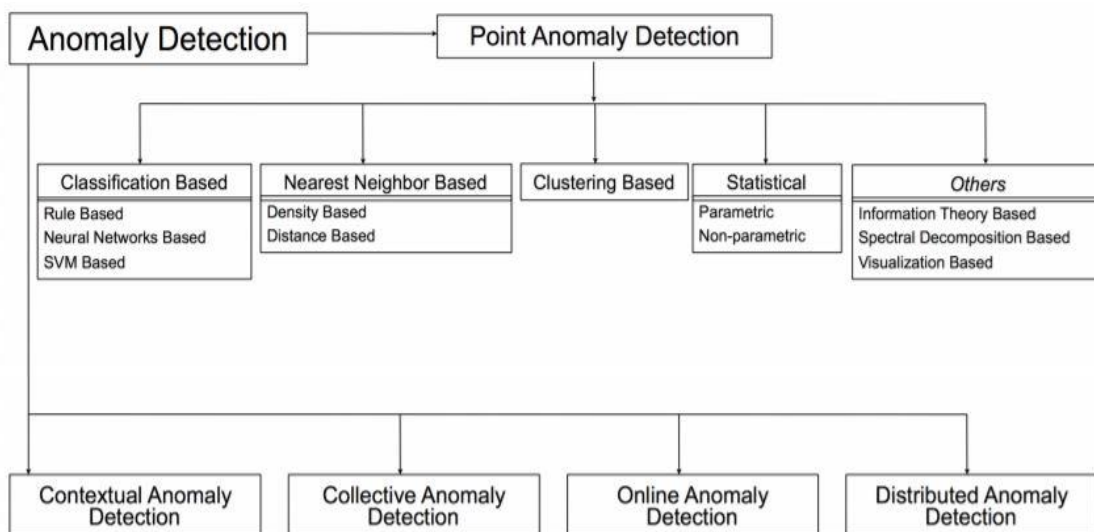 Anomaly Detection
Point Anomaly Detection
Classification Based
Rule Based
Neural Networks Based
SVM Based
Nearest Neighbor Based
Density Based
Distance Based
Clustering Based
Statistical
Parametric
Non-parametric
Others
Information Theory Based
Spectral Decomposition Based
Visualization Based
Contextual Anomaly
Detection
Collective Anomaly
Detection
Online Anomaly
Detection
Distributed Anomaly
Detection